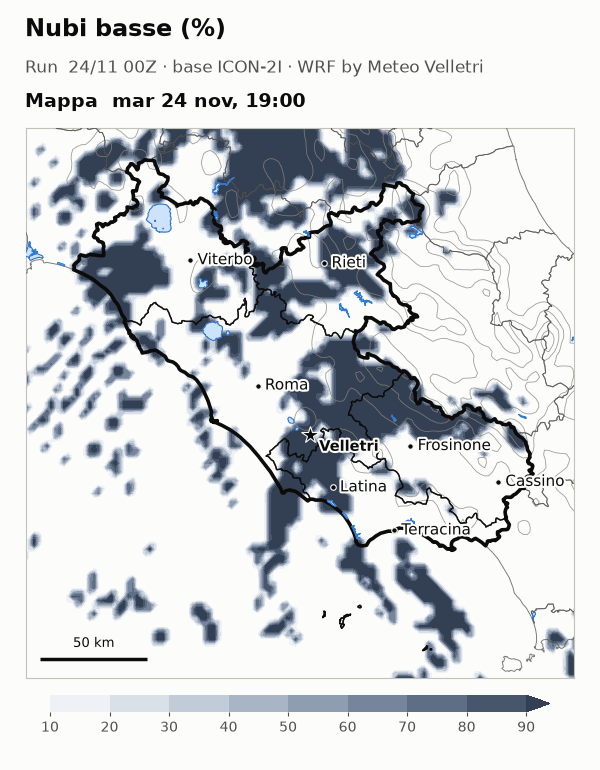 Nubi basse (%)
Run 24/11 00Z · base ICON-2I · WRF by Meteo Velletri
Mappa mar 24 nov, 19:00
Viterbo
Rieti
Roma
Velletri
Frosinone
Latina
Cassino
Terracina
50 km
10 20 30 40 50 60 70 80 90